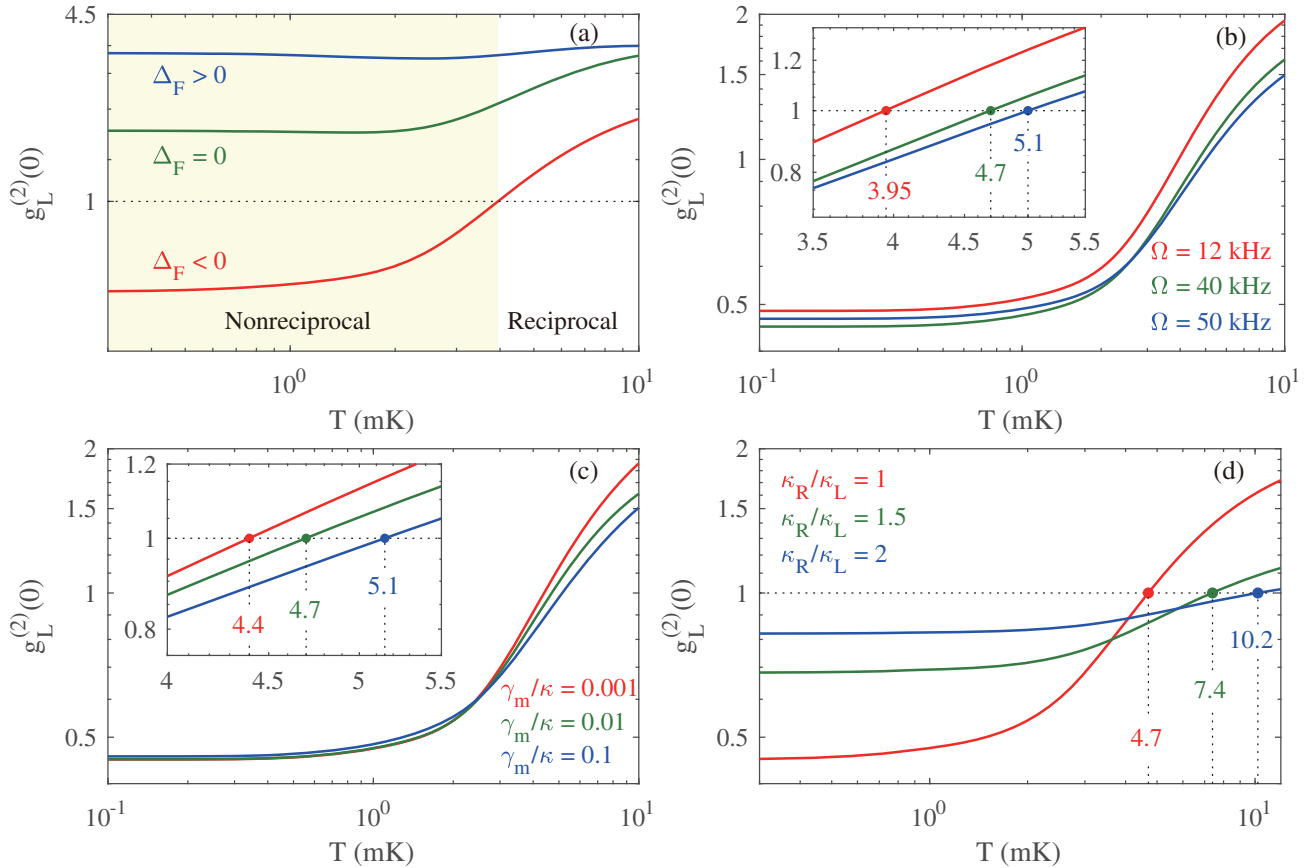 (a)
4.5
1
g_L^(2)(0)
Δ_F > 0
Δ_F = 0
Δ_F < 0
Nonreciprocal
Reciprocal
10^0
10^1
T (mK)
(b)
2
1.5
1
0.5
g_L^(2)(0)
1.2
1
0.8
3.95
4.7
5.1
3.5
4
4.5
5
5.5
Ω = 12 kHz
Ω = 40 kHz
Ω = 50 kHz
10^-1
10^0
10^1
T (mK)
(c)
2
1.5
1
0.5
g_L^(2)(0)
1.2
1
0.8
4.4
4.7
5.1
4
4.5
5
5.5
γ_m/κ = 0.001
γ_m/κ = 0.01
γ_m/κ = 0.1
10^-1
10^0
10^1
T (mK)
(d)
2
1.5
1
0.5
g_L^(2)(0)
κ_R/κ_L = 1
κ_R/κ_L = 1.5
κ_R/κ_L = 2
4.7
7.4
10.2
10^0
10^1
T (mK)